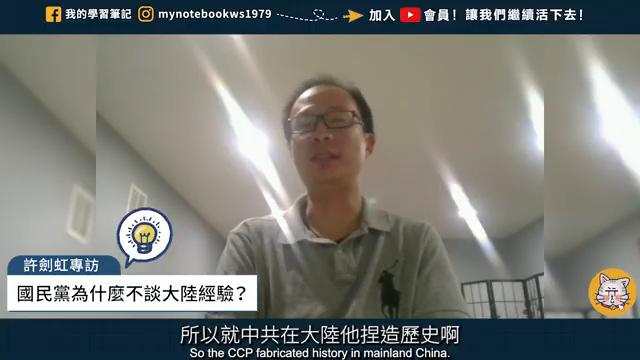 我的學習筆記 mynotebookws1979 加入 會員！ 讓我們繼續活下去！
許劍虹專訪
國民黨為什麼不談大陸經驗？
所以就中共在大陸他捏造歷史啊
So the CCP fabricated history in mainland China.